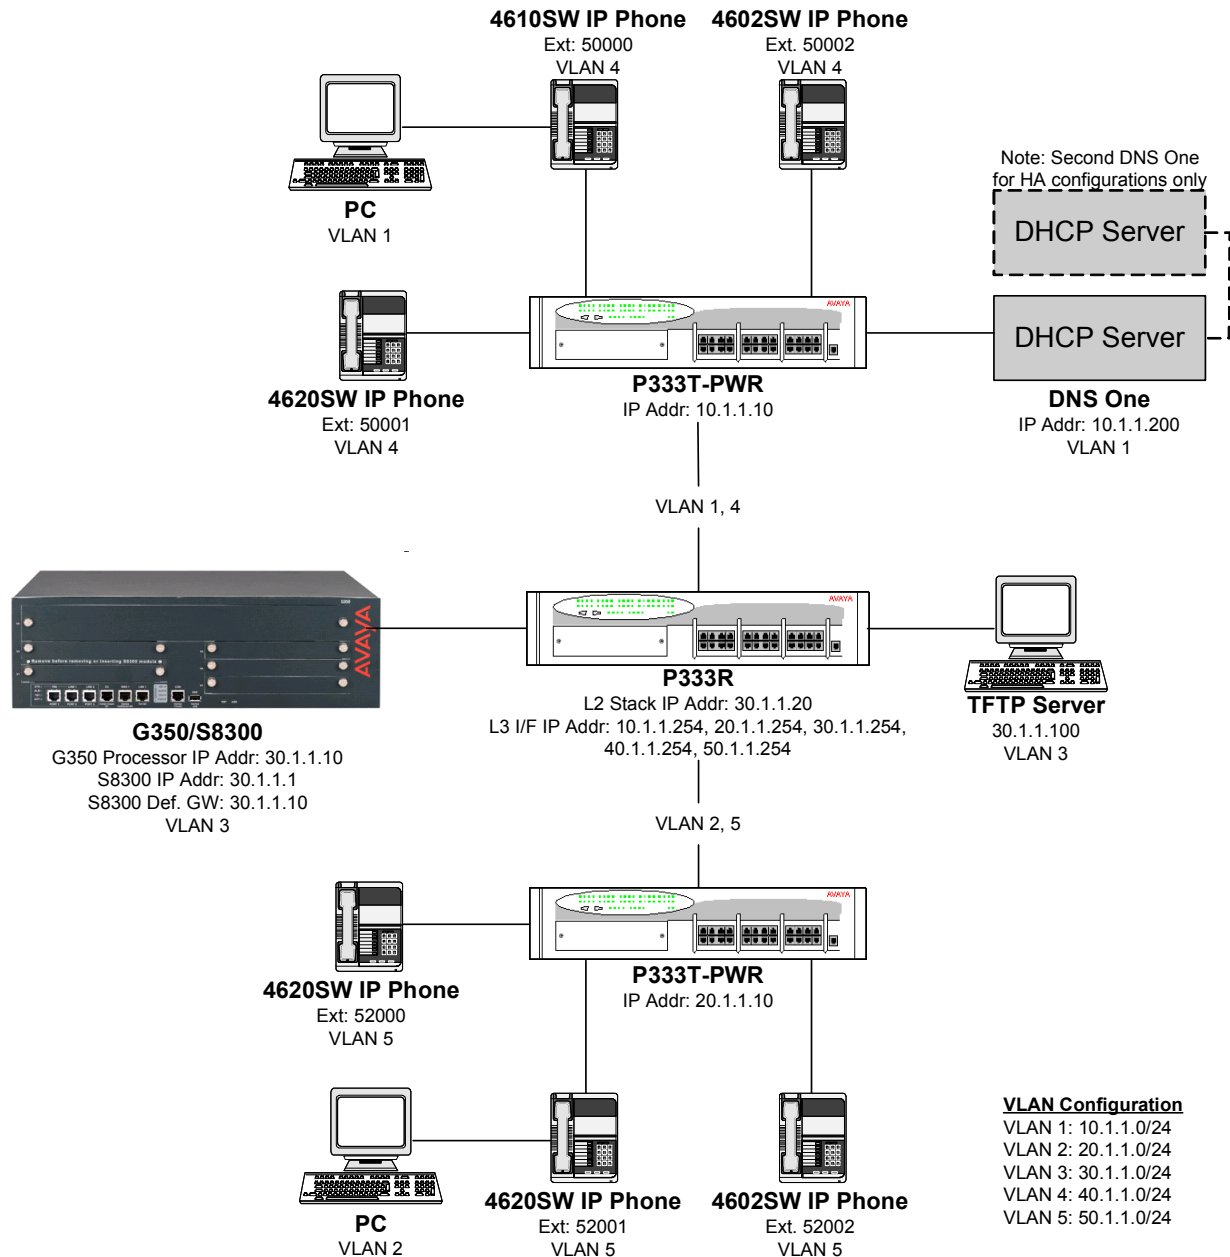 4610SW IP Phone
Ext: 50000
VLAN 4
4602SW IP Phone
Ext. 50002
VLAN 4
PC
VLAN 1
Note: Second DNS One
for HA configurations only
DHCP Server
DHCP Server
DNS One
IP Addr: 10.1.1.200
VLAN 1
4620SW IP Phone
Ext: 50001
VLAN 4
AVAYA
P333T-PWR
IP Addr: 10.1.1.10
VLAN 1, 4
AVAYA
G350/S8300
G350 Processor IP Addr: 30.1.1.10
S8300 IP Addr: 30.1.1.1
S8300 Def. GW: 30.1.1.10
VLAN 3
AVAYA
P333R
L2 Stack IP Addr: 30.1.1.20
L3 I/F IP Addr: 10.1.1.254, 20.1.1.254, 30.1.1.254,
40.1.1.254, 50.1.1.254
TFTP Server
30.1.1.100
VLAN 3
VLAN 2, 5
AVAYA
P333T-PWR
IP Addr: 20.1.1.10
4620SW IP Phone
Ext: 52000
VLAN 5
PC
VLAN 2
4620SW IP Phone
Ext: 52001
VLAN 5
4602SW IP Phone
Ext. 52002
VLAN 5
VLAN Configuration
VLAN 1: 10.1.1.0/24
VLAN 2: 20.1.1.0/24
VLAN 3: 30.1.1.0/24
VLAN 4: 40.1.1.0/24
VLAN 5: 50.1.1.0/24